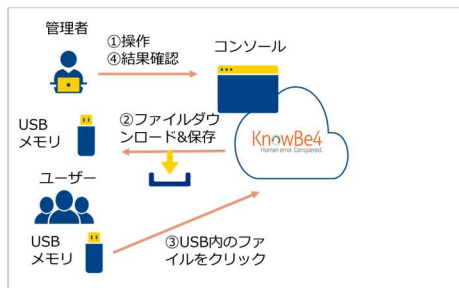 管理者
①操作
④結果確認
コンソール
USB
メモリ
②ファイルダウ
ンロード&保存
KnowBe4
Human error. Conquered.
ユーザー
USB
メモリ
③USB内のファ
イルをクリック